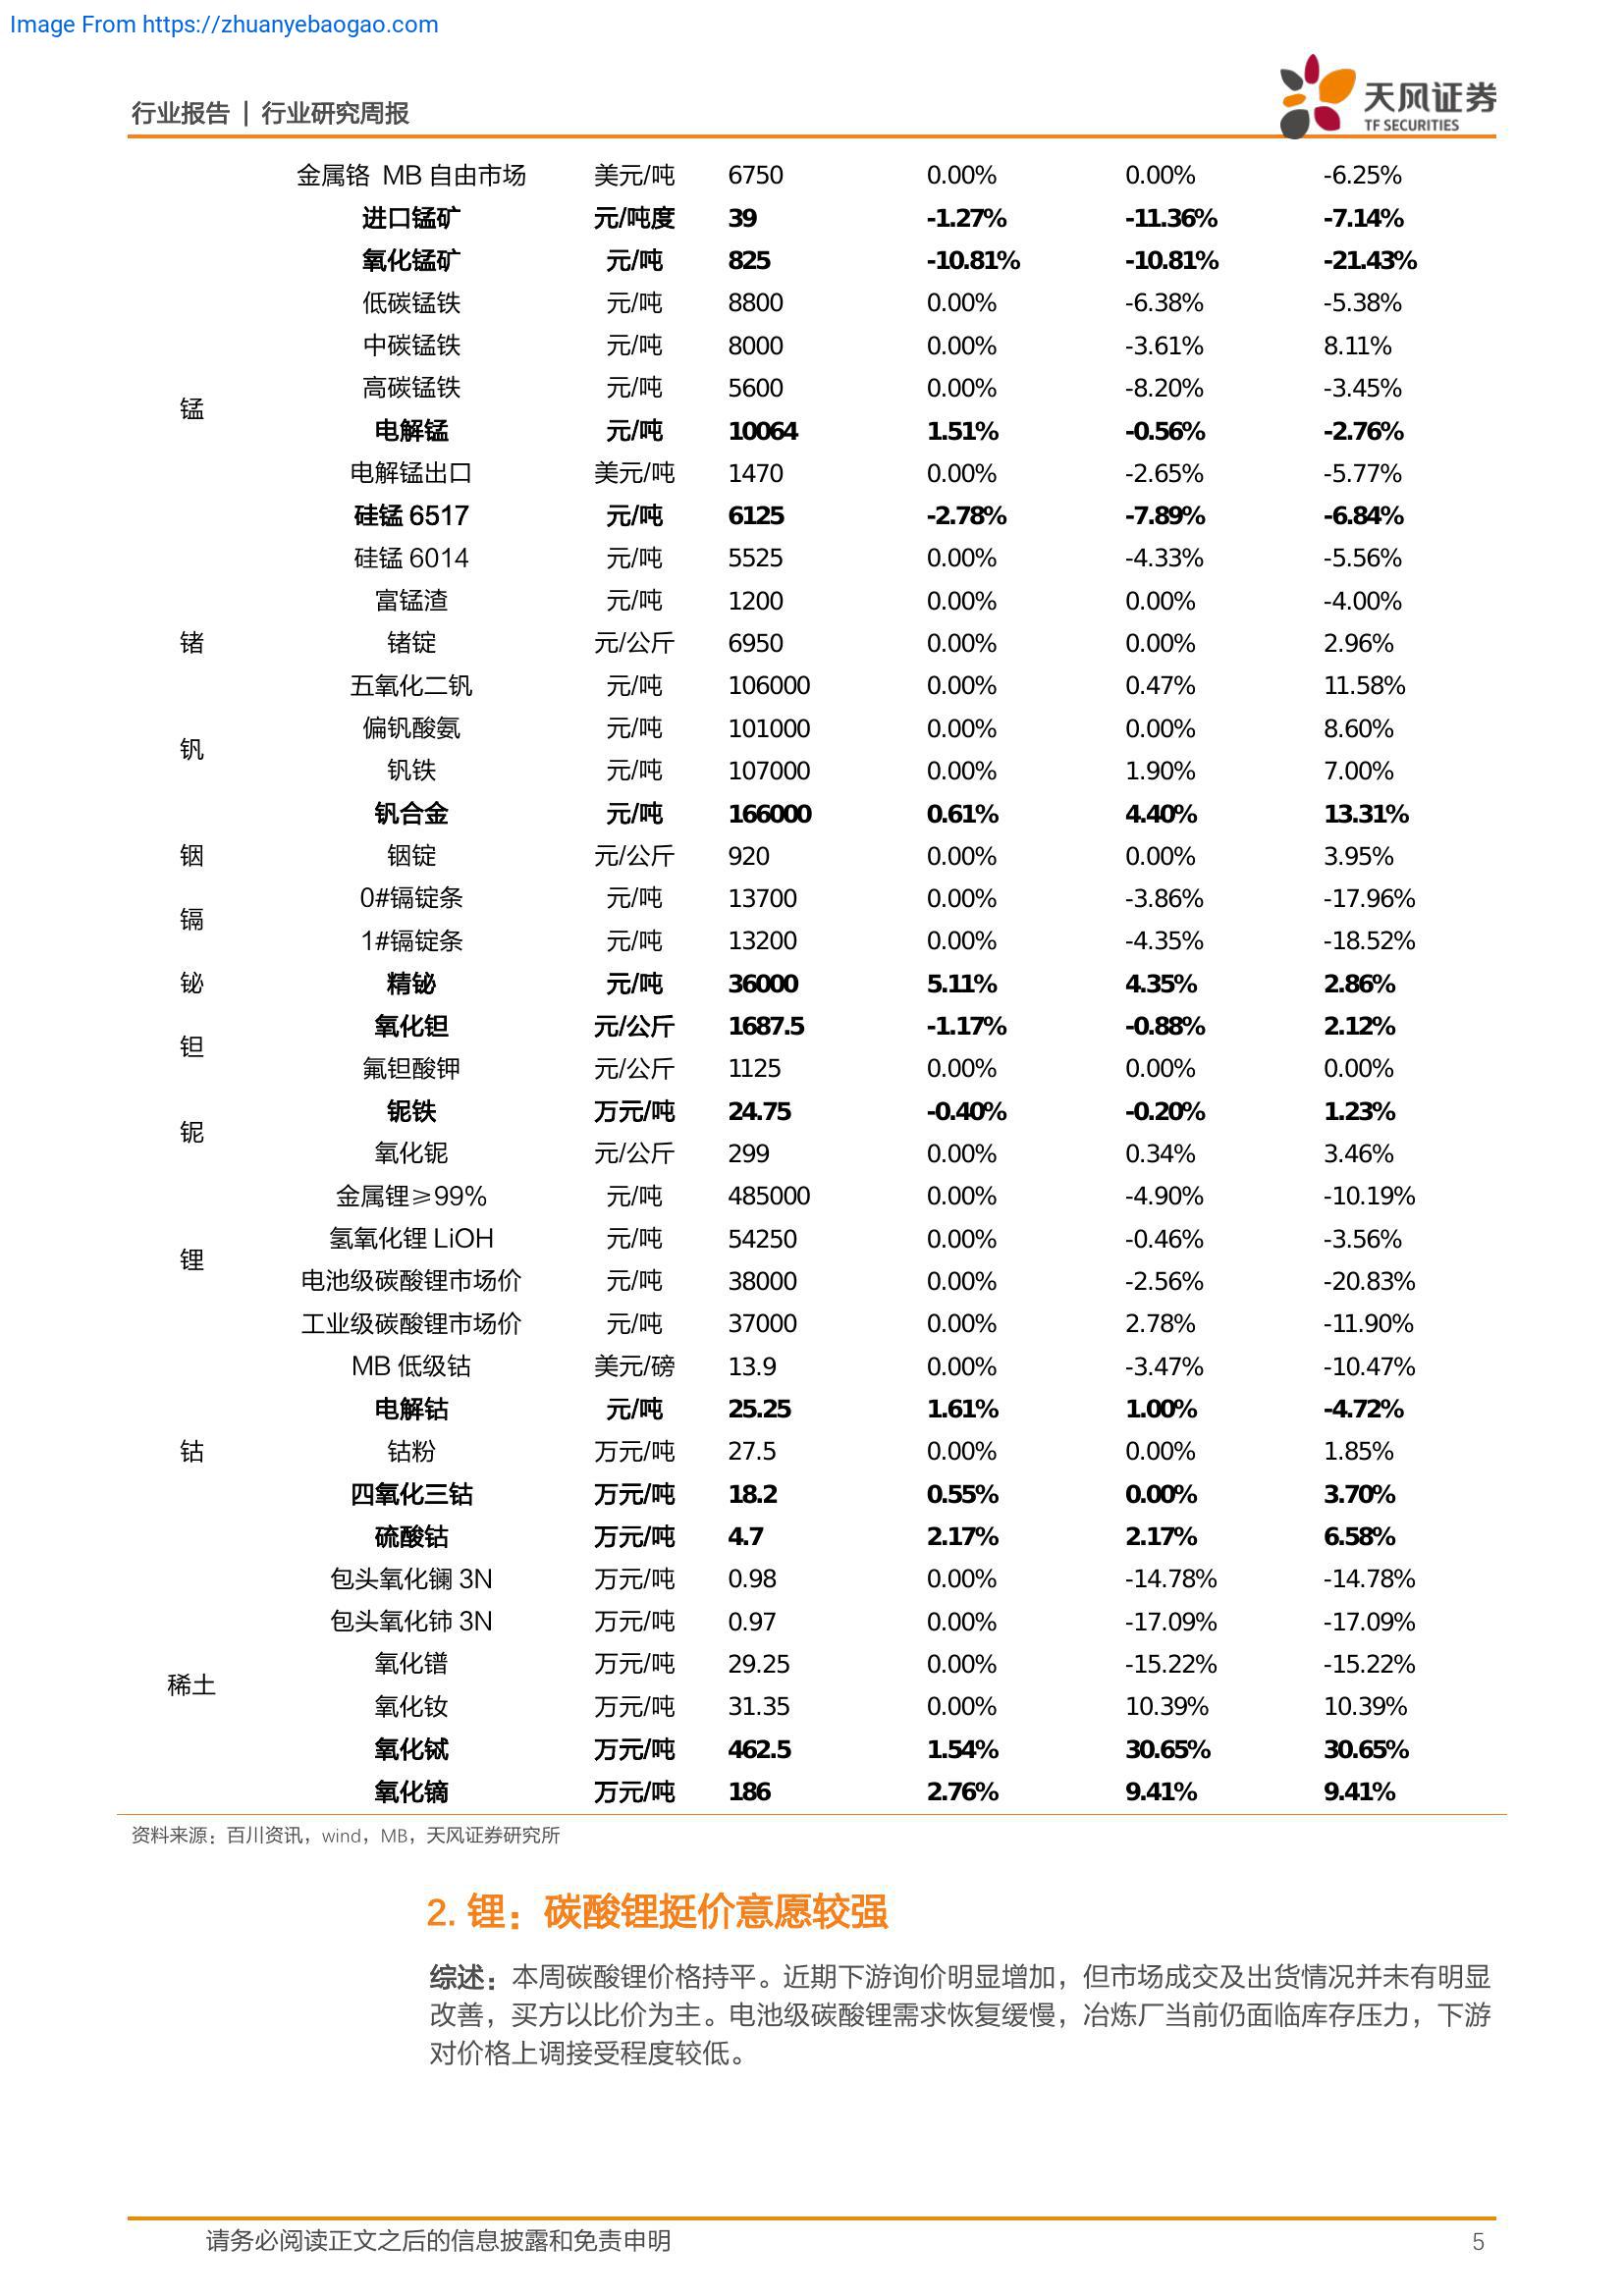 Image From https://zhuanyebaogao.com
行业报告 | 行业研究周报
天风证券
TF SECURITIES
金属铬 MB 自由市场 美元/吨 6750 0.00% 0.00% -6.25%
进口锰矿 元/吨度 39 -1.27% -11.36% -7.14%
氧化锰矿 元/吨 825 -10.81% -10.81% -21.43%
低碳锰铁 元/吨 8800 0.00% -6.38% -5.38%
中碳锰铁 元/吨 8000 0.00% -3.61% 8.11%
高碳锰铁 元/吨 5600 0.00% -8.20% -3.45%
锰
电解锰 元/吨 10064 1.51% -0.56% -2.76%
电解锰出口 美元/吨 1470 0.00% -2.65% -5.77%
硅锰 6517 元/吨 6125 -2.78% -7.89% -6.84%
硅锰 6014 元/吨 5525 0.00% -4.33% -5.56%
富锰渣 元/吨 1200 0.00% 0.00% -4.00%
锗 锗锭 元/公斤 6950 0.00% 0.00% 2.96%
五氧化二钒 元/吨 106000 0.00% 0.47% 11.58%
偏钒酸氨 元/吨 101000 0.00% 0.00% 8.60%
钒
钒铁 元/吨 107000 0.00% 1.90% 7.00%
钒合金 元/吨 166000 0.61% 4.40% 13.31%
铟 铟锭 元/公斤 920 0.00% 0.00% 3.95%
0#镉锭条 元/吨 13700 0.00% -3.86% -17.96%
镉
1#镉锭条 元/吨 13200 0.00% -4.35% -18.52%
铋 精铋 元/吨 36000 5.11% 4.35% 2.86%
氧化钽 元/公斤 1687.5 -1.17% -0.88% 2.12%
钽
氟钽酸钾 元/公斤 1125 0.00% 0.00% 0.00%
铌铁 万元/吨 24.75 -0.40% -0.20% 1.23%
铌
氧化铌 元/公斤 299 0.00% 0.34% 3.46%
金属锂≥99% 元/吨 485000 0.00% -4.90% -10.19%
氢氧化锂 LiOH 元/吨 54250 0.00% -0.46% -3.56%
锂
电池级碳酸锂市场价 元/吨 38000 0.00% -2.56% -20.83%
工业级碳酸锂市场价 元/吨 37000 0.00% 2.78% -11.90%
MB 低级钴 美元/磅 13.9 0.00% -3.47% -10.47%
电解钴 元/吨 25.25 1.61% 1.00% -4.72%
钴 钴粉 万元/吨 27.5 0.00% 0.00% 1.85%
四氧化三钴 万元/吨 18.2 0.55% 0.00% 3.70%
硫酸钴 万元/吨 4.7 2.17% 2.17% 6.58%
包头氧化镧 3N 万元/吨 0.98 0.00% -14.78% -14.78%
包头氧化铈 3N 万元/吨 0.97 0.00% -17.09% -17.09%
氧化镨 万元/吨 29.25 0.00% -15.22% -15.22%
稀土
氧化钕 万元/吨 31.35 0.00% 10.39% 10.39%
氧化铽 万元/吨 462.5 1.54% 30.65% 30.65%
氧化镝 万元/吨 186 2.76% 9.41% 9.41%
资料来源：百川资讯，wind，MB，天风证券研究所
2. 锂：碳酸锂挺价意愿较强
综述：本周碳酸锂价格持平。近期下游询价明显增加，但市场成交及出货情况并未有明显
改善，买方以比价为主。电池级碳酸锂需求恢复缓慢，冶炼厂当前仍面临库存压力，下游
对价格上调接受程度较低。
请务必阅读正文之后的信息披露和免责申明 5